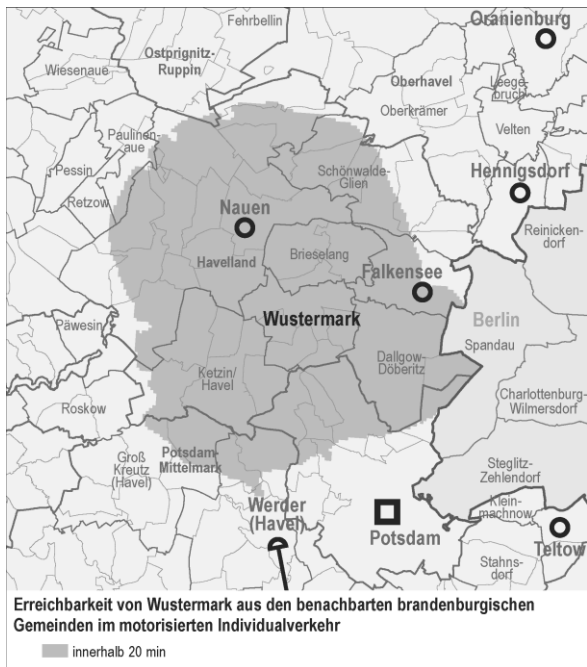 Oranienburg
Fehrbellin
Ostprignitz-
Ruppin
Wiesenaue
Oberhavel
Leege-
bruch
Oberkrämer
Velten
Paulinen-
aue
Pessin
Schönwalde-
Glien
Hennigsdorf
Retzow
Nauen
Reinicken-
dorf
Brieselang
Havelland
Falkensee
Wustermark
Berlin
Päwesin
Spandau
Dallgow-
Döberitz
Ketzin/
Havel
Roskow
Charlottenburg-
Wilmersdorf
Groß
Kreutz
(Havel)
Potsdam-
Mittelmark
Steglitz-
Zehlendorf
Werder
(Havel)
Klein-
machnow
Potsdam
Teltow
Stahns-
dorf
Erreichbarkeit von Wustermark aus den benachbarten brandenburgischen
Gemeinden im motorisierten Individualverkehr
innerhalb 20 min